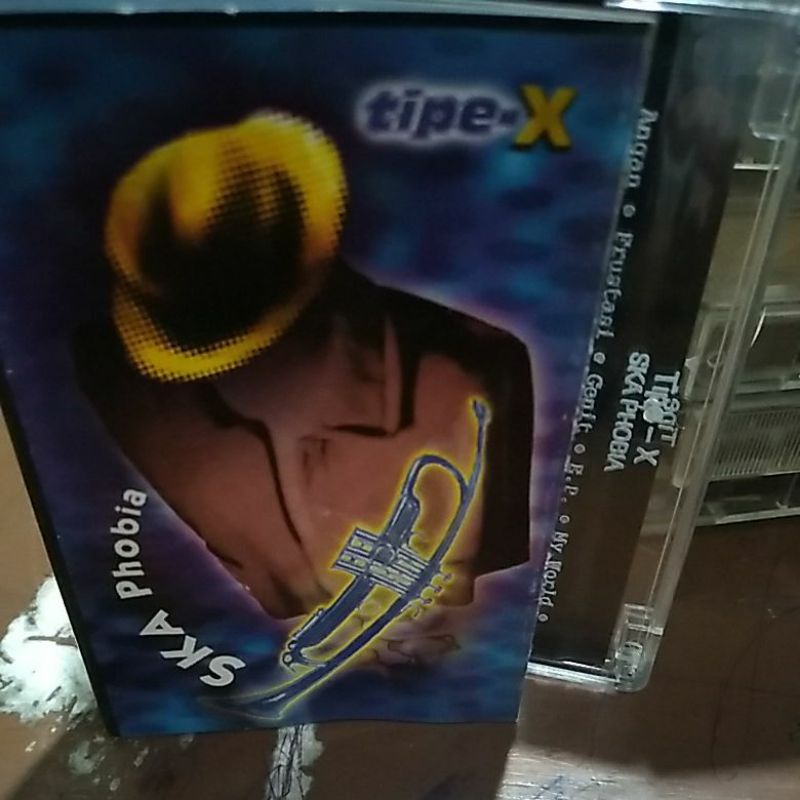 tipe-X
SKA Phobia
Angan • Frustasi • Genit • E.P. • My World •
TIPE-X
SKA PHOBIA